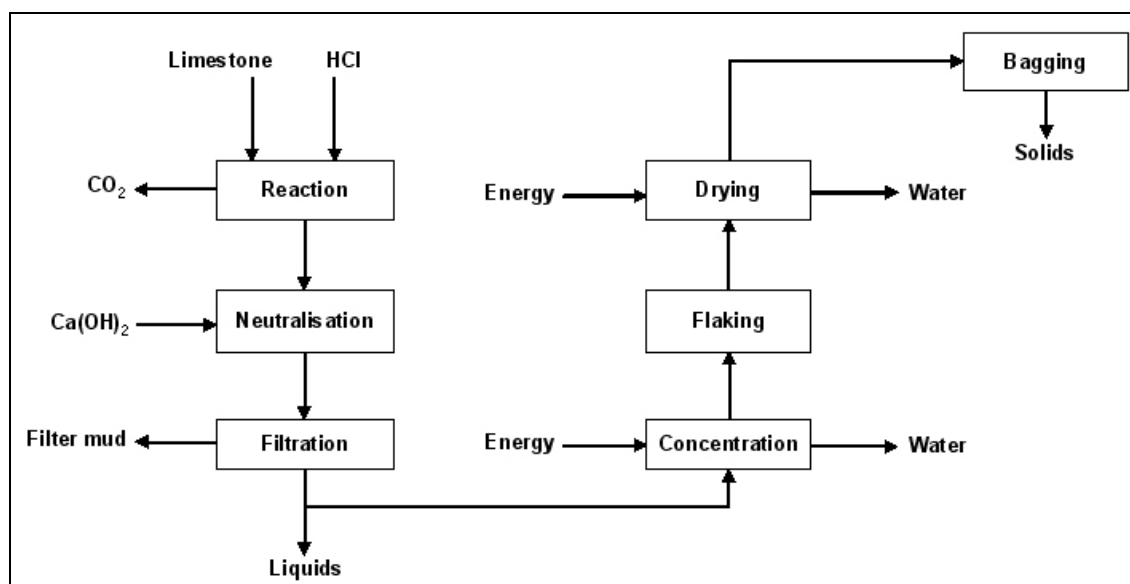 Limestone
HCl
Bagging
Solids
CO₂
Reaction
Energy
Drying
Water
Ca(OH)₂
Neutralisation
Flaking
Filter mud
Filtration
Energy
Concentration
Water
Liquids